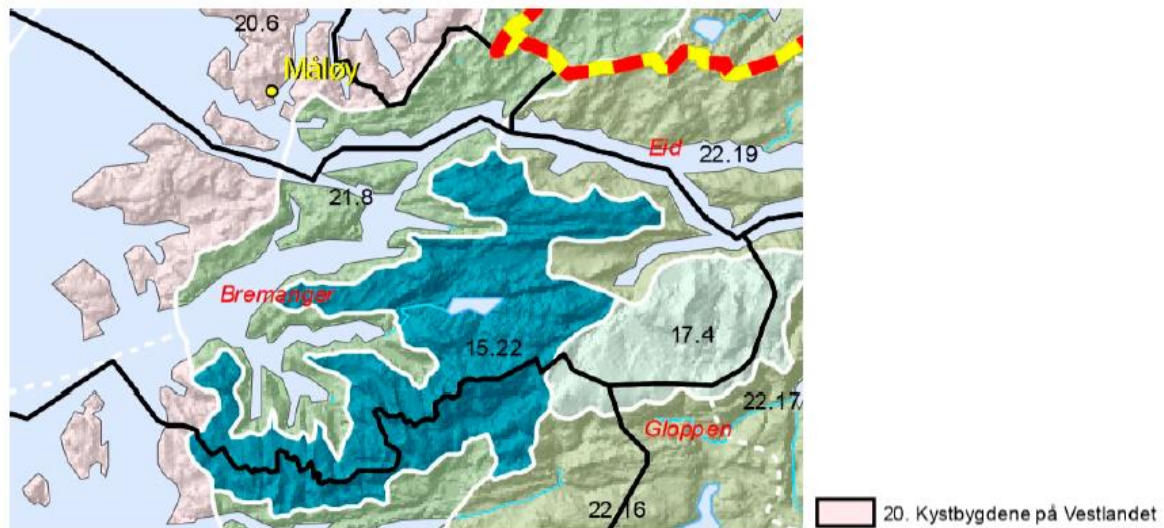 20.6
Måløy
Eid
22.19
21.8
Bremanger
15.22
17.4
22.17
Gloppen
22.16
20. Kystbygdene på Vestlandet